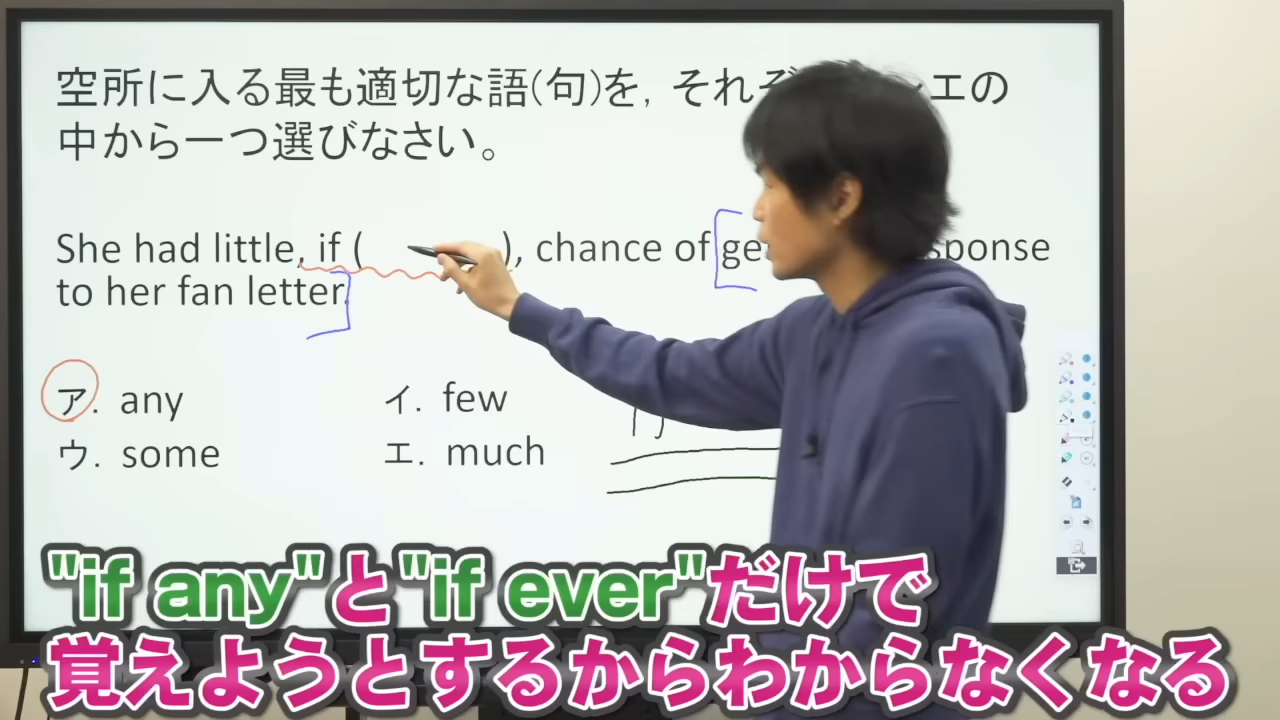 空所に入る最も適切な語(句)を, それぞ エの
中から一つ選びなさい。
She had little, if ( ), chance of
to her fan letter.
ア. any イ. few
ウ. some エ. much
"if any"と"if ever"だけで
覚えようとするからわからなくなる